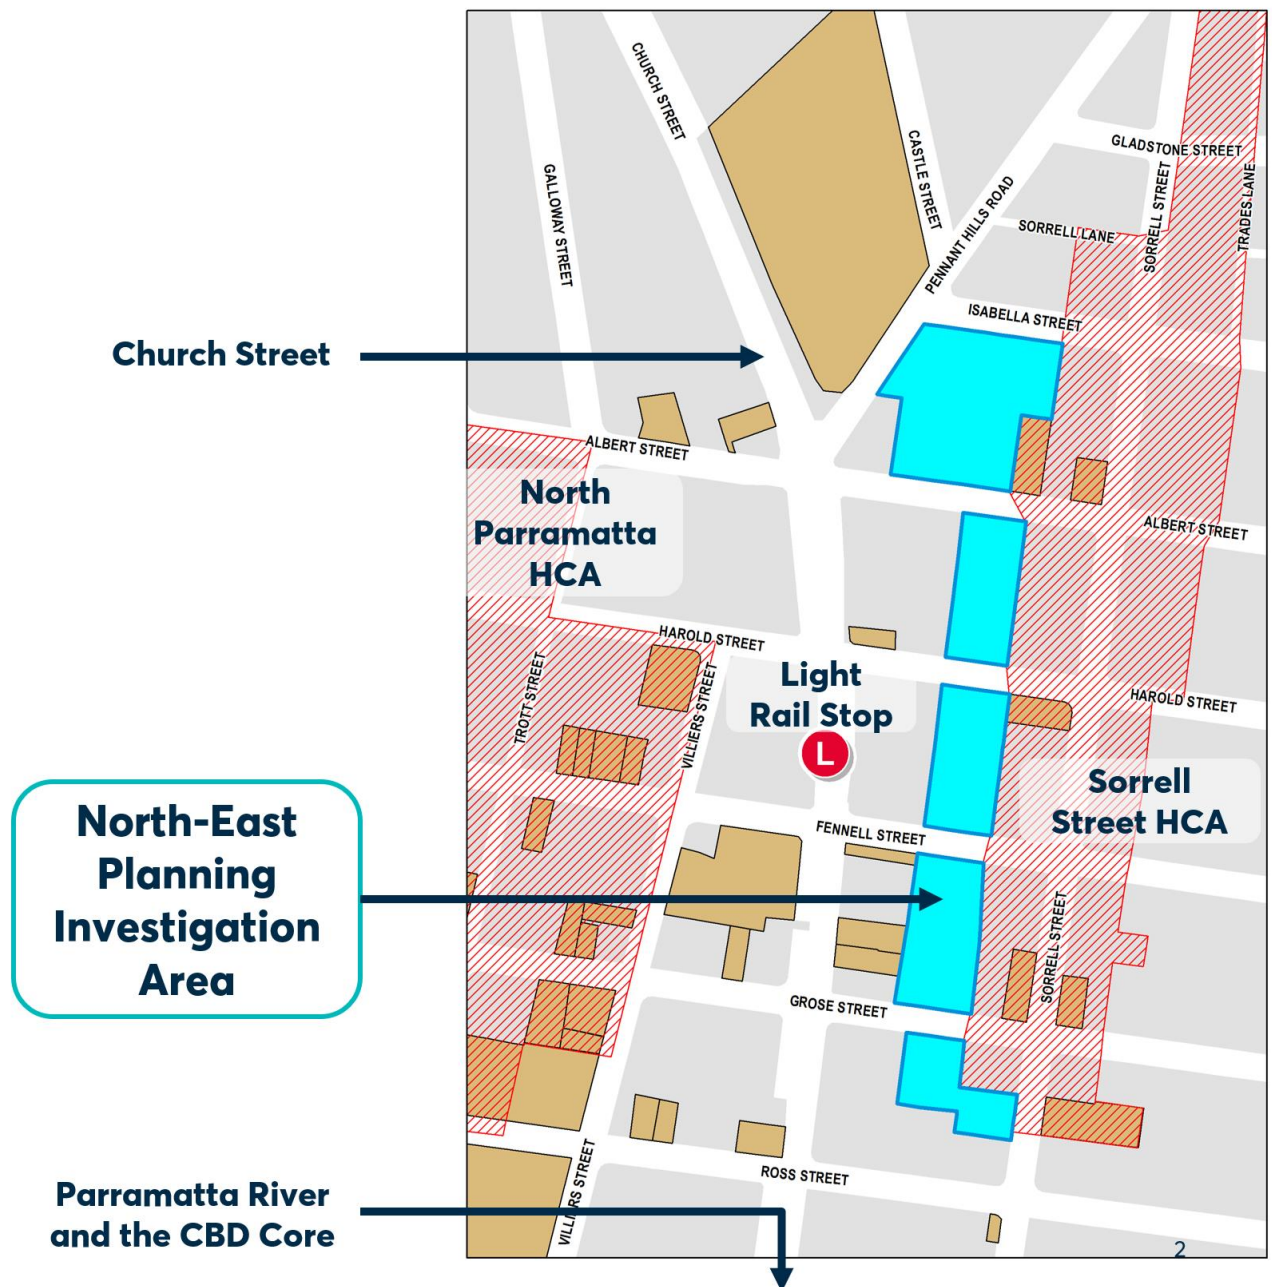 CHURCH STREET
GLADSTONE STREET
CASTLE STREET
GALLOWAY STREET
PENNANT HILLS ROAD
SORRELL STREET
TRADES LANE
SORRELL LANE
ISABELLA STREET
Church Street
ALBERT STREET
North
Parramatta
HCA
ALBERT STREET
HAROLD STREET
TROTT STREET
VILLIERS STREET
Light
Rail Stop
L
HAROLD STREET
Sorrell
Street HCA
North-East
Planning
Investigation
Area
FENNELL STREET
SORRELL STREET
GROSE STREET
Parramatta River
and the CBD Core
VILLIERS STREET
ROSS STREET
2